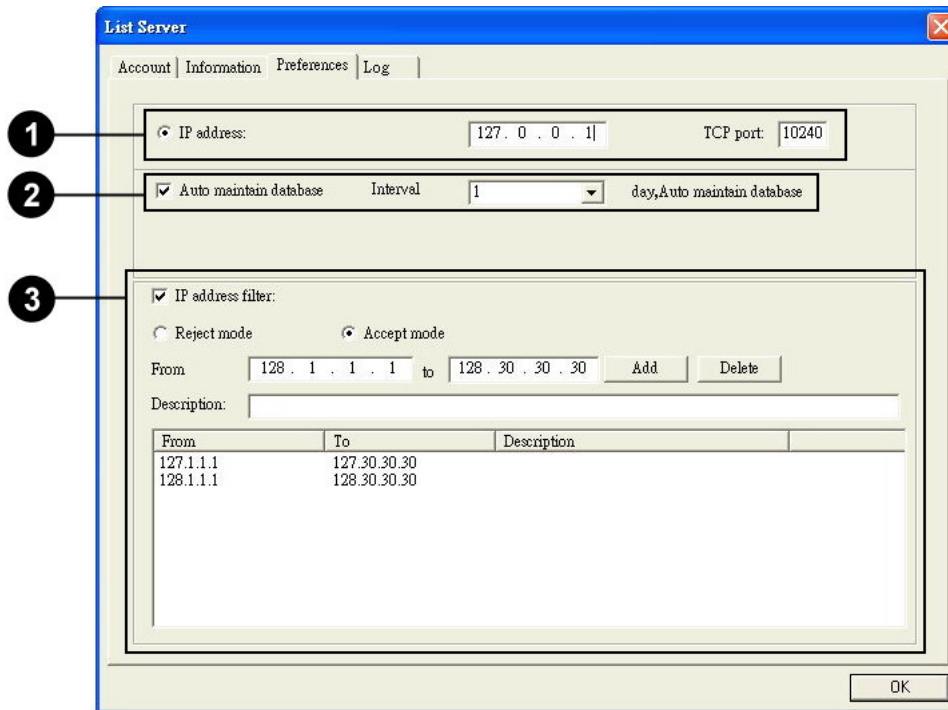 List Server
Account Information Preferences Log
1 IP address: 127. 0 . 0 . 1 TCP port: 10240
2 Auto maintain database Interval 1 day,Auto maintain database
3 IP address filter:
Reject mode Accept mode
From 128 . 1 . 1 . 1 to 128 . 30 . 30 . 30 Add Delete
Description:
From To Description
127.1.1.1 127.30.30.30
128.1.1.1 128.30.30.30
OK